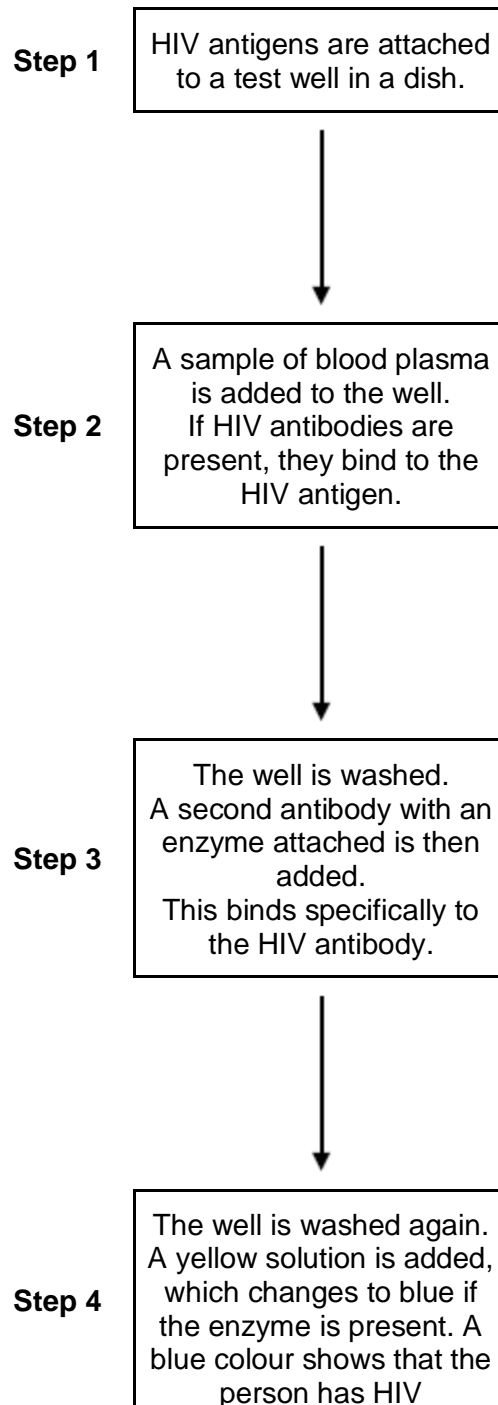 Step 1
HIV antigens are attached
to a test well in a dish.
Step 2
A sample of blood plasma
is added to the well.
If HIV antibodies are
present, they bind to the
HIV antigen.
Step 3
The well is washed.
A second antibody with an
enzyme attached is then
added.
This binds specifically to
the HIV antibody.
Step 4
The well is washed again.
A yellow solution is added,
which changes to blue if
the enzyme is present. A
blue colour shows that the
person has HIV